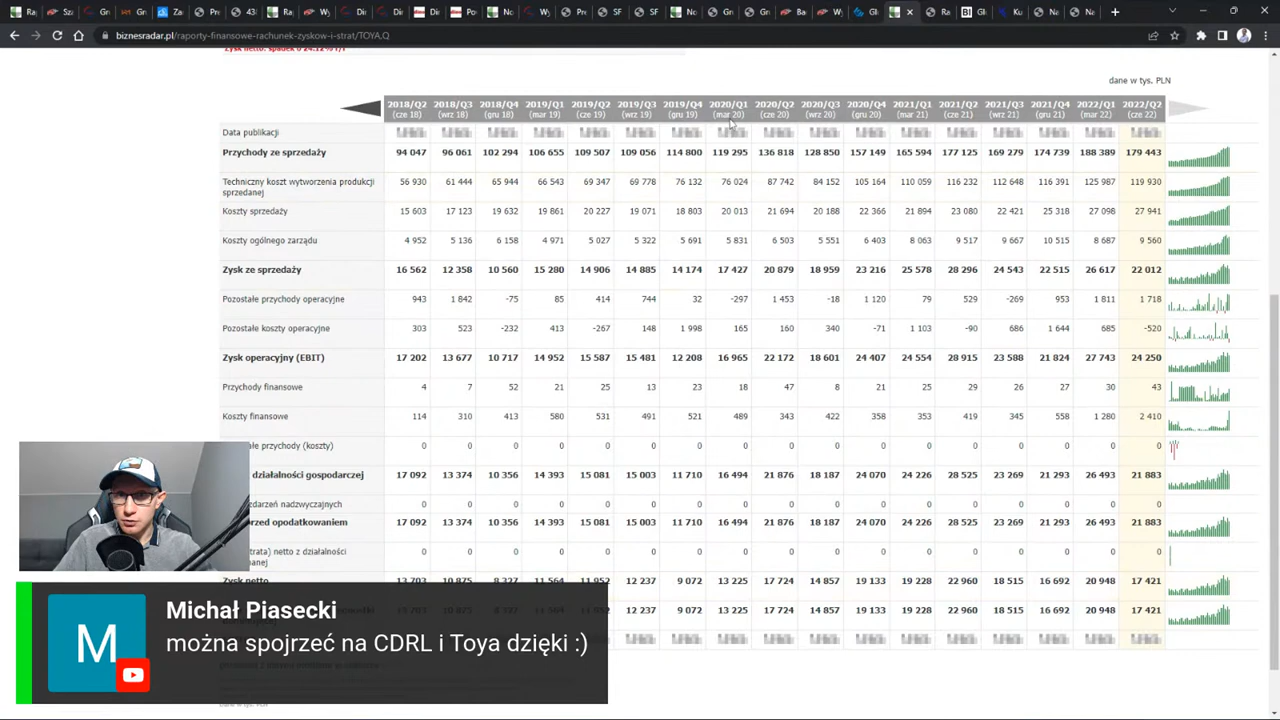 biznesradar.pl/raporty-finansowe-rachunek-zyskow-i-strat/TOYA,Q
Zysk netto: spadek o 24.12% r/r
dane w tys. PLN
2018/Q2 2018/Q3 2018/Q4 2019/Q1 2019/Q2 2019/Q3 2019/Q4 2020/Q1 2020/Q2 2020/Q3 2020/Q4 2021/Q1 2021/Q2 2021/Q3 2021/Q4 2022/Q1 2022/Q2
(cze 18) (wrz 18) (gru 18) (mar 19) (cze 19) (wrz 19) (gru 19) (mar 20) (cze 20) (wrz 20) (gru 20) (mar 21) (cze 21) (wrz 21) (gru 21) (mar 22) (cze 22)
Data publikacji
Przychody ze sprzedaży 94 047 96 061 102 294 106 655 109 507 109 056 114 800 119 295 136 818 128 850 157 149 165 594 177 125 169 279 174 739 188 389 179 443
Techniczny koszt wytworzenia produkcji
sprzedanej 56 930 61 444 65 944 66 543 69 347 69 778 76 132 76 024 87 742 84 152 105 164 110 059 116 232 112 648 116 391 125 987 119 930
Koszty sprzedaży 15 603 17 123 19 632 19 861 20 227 19 071 18 803 20 013 21 694 20 188 22 366 21 894 23 080 22 421 25 318 27 098 27 941
Koszty ogólnego zarządu 4 952 5 136 6 158 4 971 5 027 5 322 5 691 5 831 6 503 5 551 6 403 8 063 9 517 9 667 10 515 8 687 9 560
Zysk ze sprzedaży 16 562 12 358 10 560 15 280 14 906 14 885 14 174 17 427 20 879 18 959 23 216 25 578 28 296 24 543 22 515 26 617 22 012
Pozostałe przychody operacyjne 943 1 842 -75 85 414 744 32 -297 1 453 -18 1 120 79 529 -269 953 1 811 1 718
Pozostałe koszty operacyjne 303 523 -232 413 -267 148 1 998 165 160 340 -71 1 103 -90 686 1 644 685 -520
Zysk operacyjny (EBIT) 17 202 13 677 10 717 14 952 15 587 15 481 12 208 16 965 22 172 18 601 24 407 24 554 28 915 23 588 21 824 27 743 24 250
Przychody finansowe 4 7 52 21 25 13 23 18 47 8 21 25 29 26 27 30 43
Koszty finansowe 114 310 413 580 531 491 521 489 343 422 358 353 419 345 558 1 280 2 410
przychody (koszty) 0 0 0 0 0 0 0 0 0 0 0 0 0 0 0 0 0
działalności gospodarczej 17 092 13 374 10 356 14 393 15 081 15 003 11 710 16 494 21 876 18 187 24 070 24 226 28 525 23 269 21 293 26 493 21 883
nadzwyczajnych 0 0 0 0 0 0 0 0 0 0 0 0 0 0 0 0 0
opodatkowaniem 17 092 13 374 10 356 14 393 15 081 15 003 11 710 16 494 21 876 18 187 24 070 24 226 28 525 23 269 21 293 26 493 21 883
netto z działalności 0 0 0 0 0 0 0 0 0 0 0 0 0 0 0 0 0
Zysk netto 13 703 10 875 8 327 11 564 11 952 12 237 9 072 13 225 17 724 14 857 19 133 19 228 22 960 18 515 16 692 20 948 17 421
12 237 9 072 13 225 17 724 14 857 19 133 19 228 22 960 18 515 16 692 20 948 17 421
M
Michał Piasecki
można spojrzeć na CDRL i Toya dzięki :)